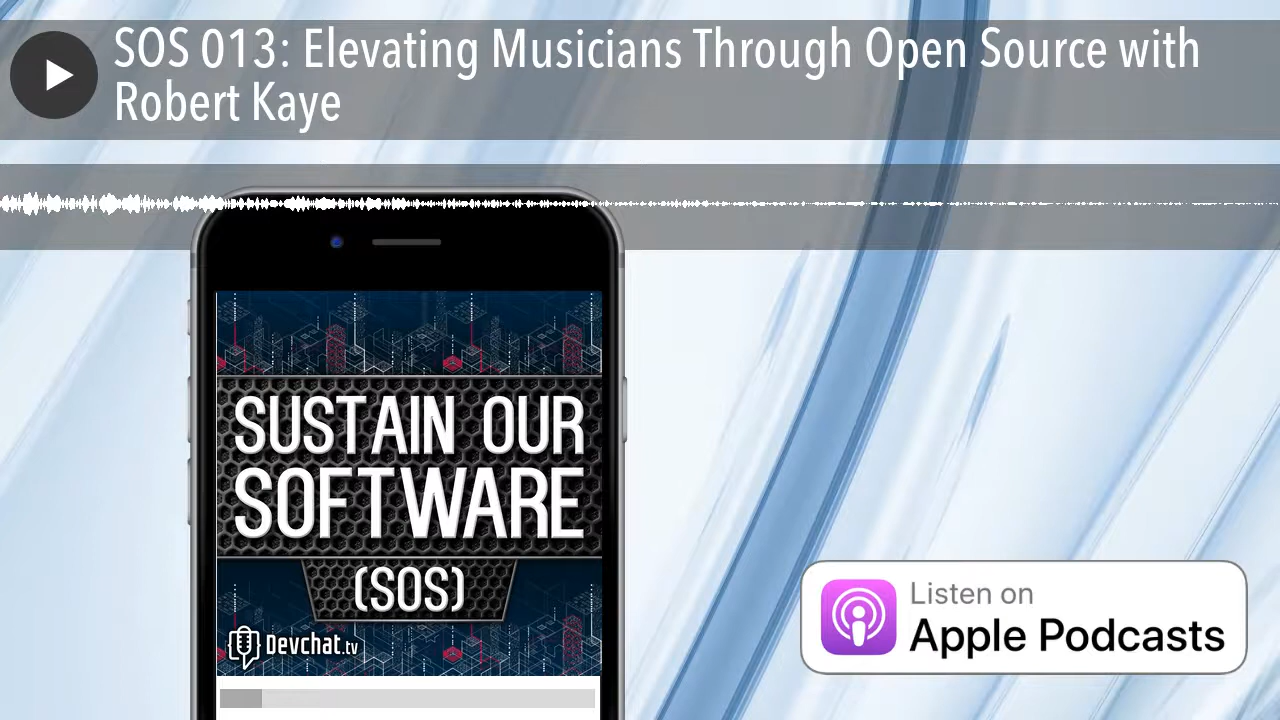 SOS 013: Elevating Musicians Through Open Source with
Robert Kaye
SUSTAIN OUR
SOFTWARE
(SOS)
Devchat.tv
Listen on
Apple Podcasts